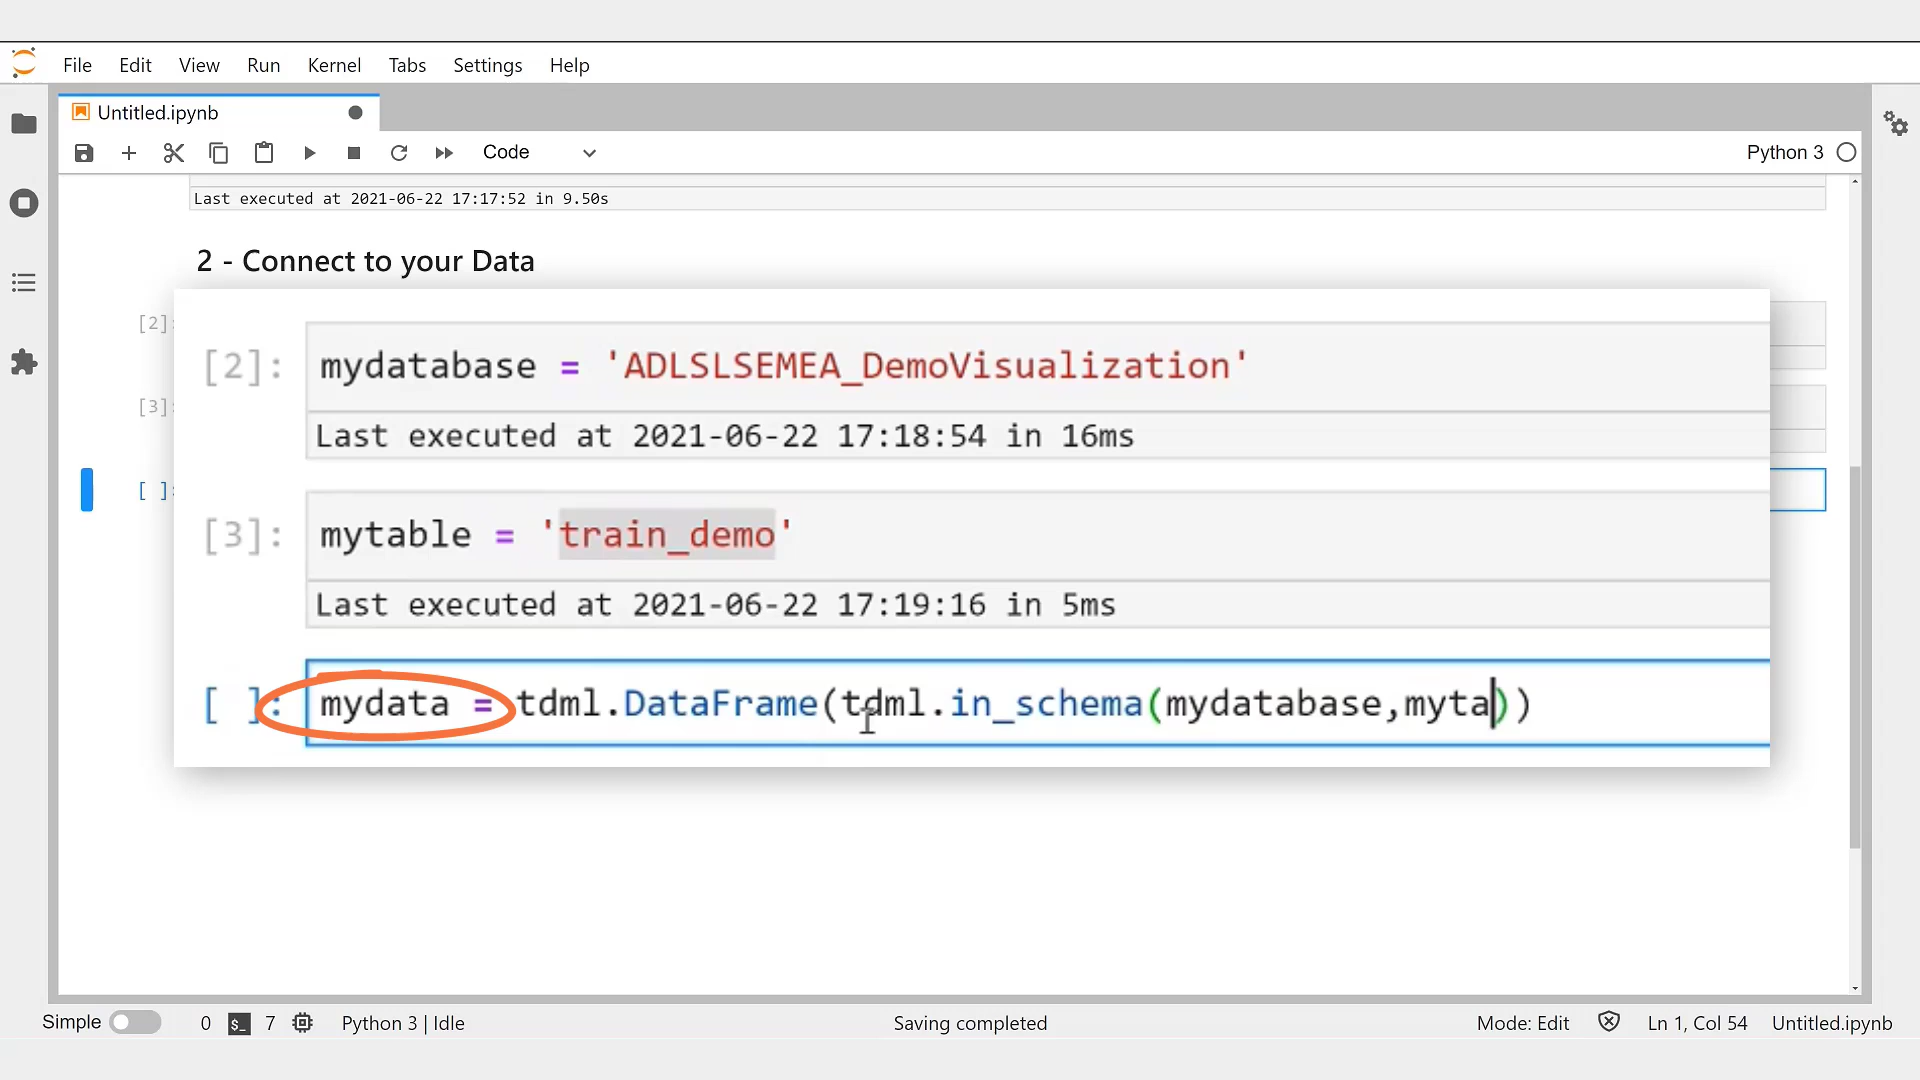 File Edit View Run Kernel Tabs Settings Help
Untitled.ipynb
Code Python 3
Last executed at 2021-06-22 17:17:52 in 9.50s
2 - Connect to your Data
[2]:
[2]: mydatabase = 'ADLSLSEMEA_DemoVisualization'
Last executed at 2021-06-22 17:18:54 in 16ms
[3]:
[3]: mytable = 'train_demo'
Last executed at 2021-06-22 17:19:16 in 5ms
[ ]:
[ ]: mydata = tdml.DataFrame(tdml.in_schema(mydatabase,myta))
Simple 0 $_ 7 Python 3 | Idle Saving completed Mode: Edit Ln 1, Col 54 Untitled.ipynb